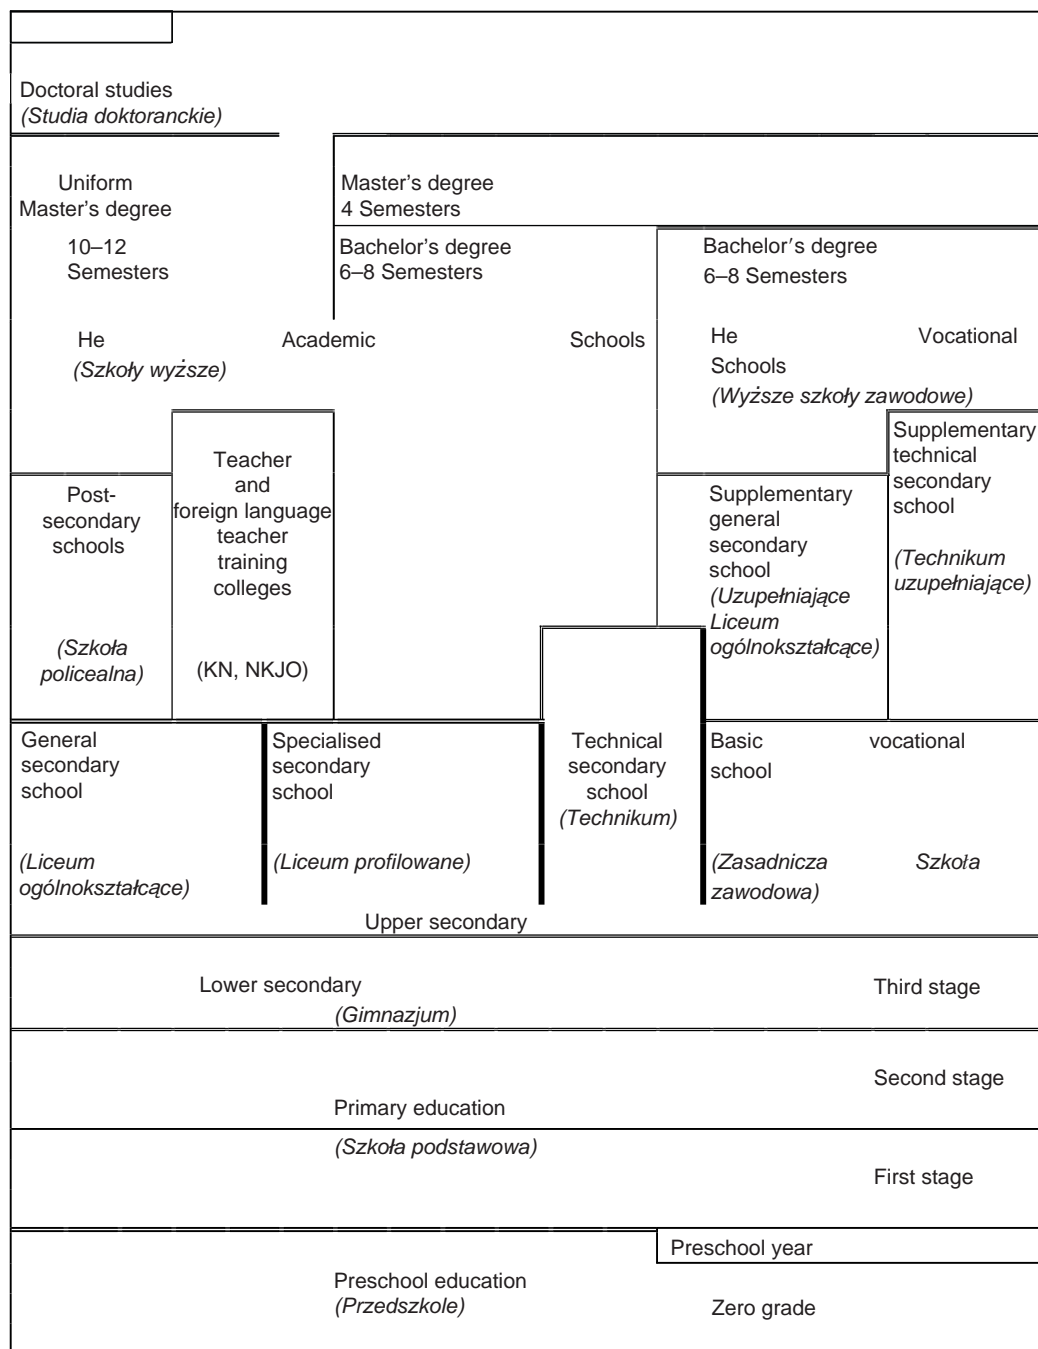 Doctoral studies
(Studia doktoranckie)
Uniform
Master's degree
10–12
Semesters
Master's degree
4 Semesters
Bachelor's degree
6–8 Semesters
Bachelor's degree
6–8 Semesters
He Academic Schools
(Szkoły wyższe)
He Vocational
Schools
(Wyższe szkoły zawodowe)
Post-
secondary
schools
(Szkoła
policealna)
Teacher
and
foreign language
teacher
training
colleges
(KN, NKJO)
Supplementary
general
secondary
school
(Uzupełniające
Liceum
ogólnokształcące)
Supplementary
technical
secondary
school
(Technikum
uzupełniające)
General
secondary
school
(Liceum
ogólnokształcące)
Specialised
secondary
school
(Liceum profilowane)
Technical
secondary
school
(Technikum)
Basic vocational
school
(Zasadnicza Szkoła
zawodowa)
Upper secondary
Lower secondary
(Gimnazjum)
Third stage
Second stage
Primary education
(Szkoła podstawowa)
First stage
Preschool year
Preschool education
(Przedszkole)
Zero grade